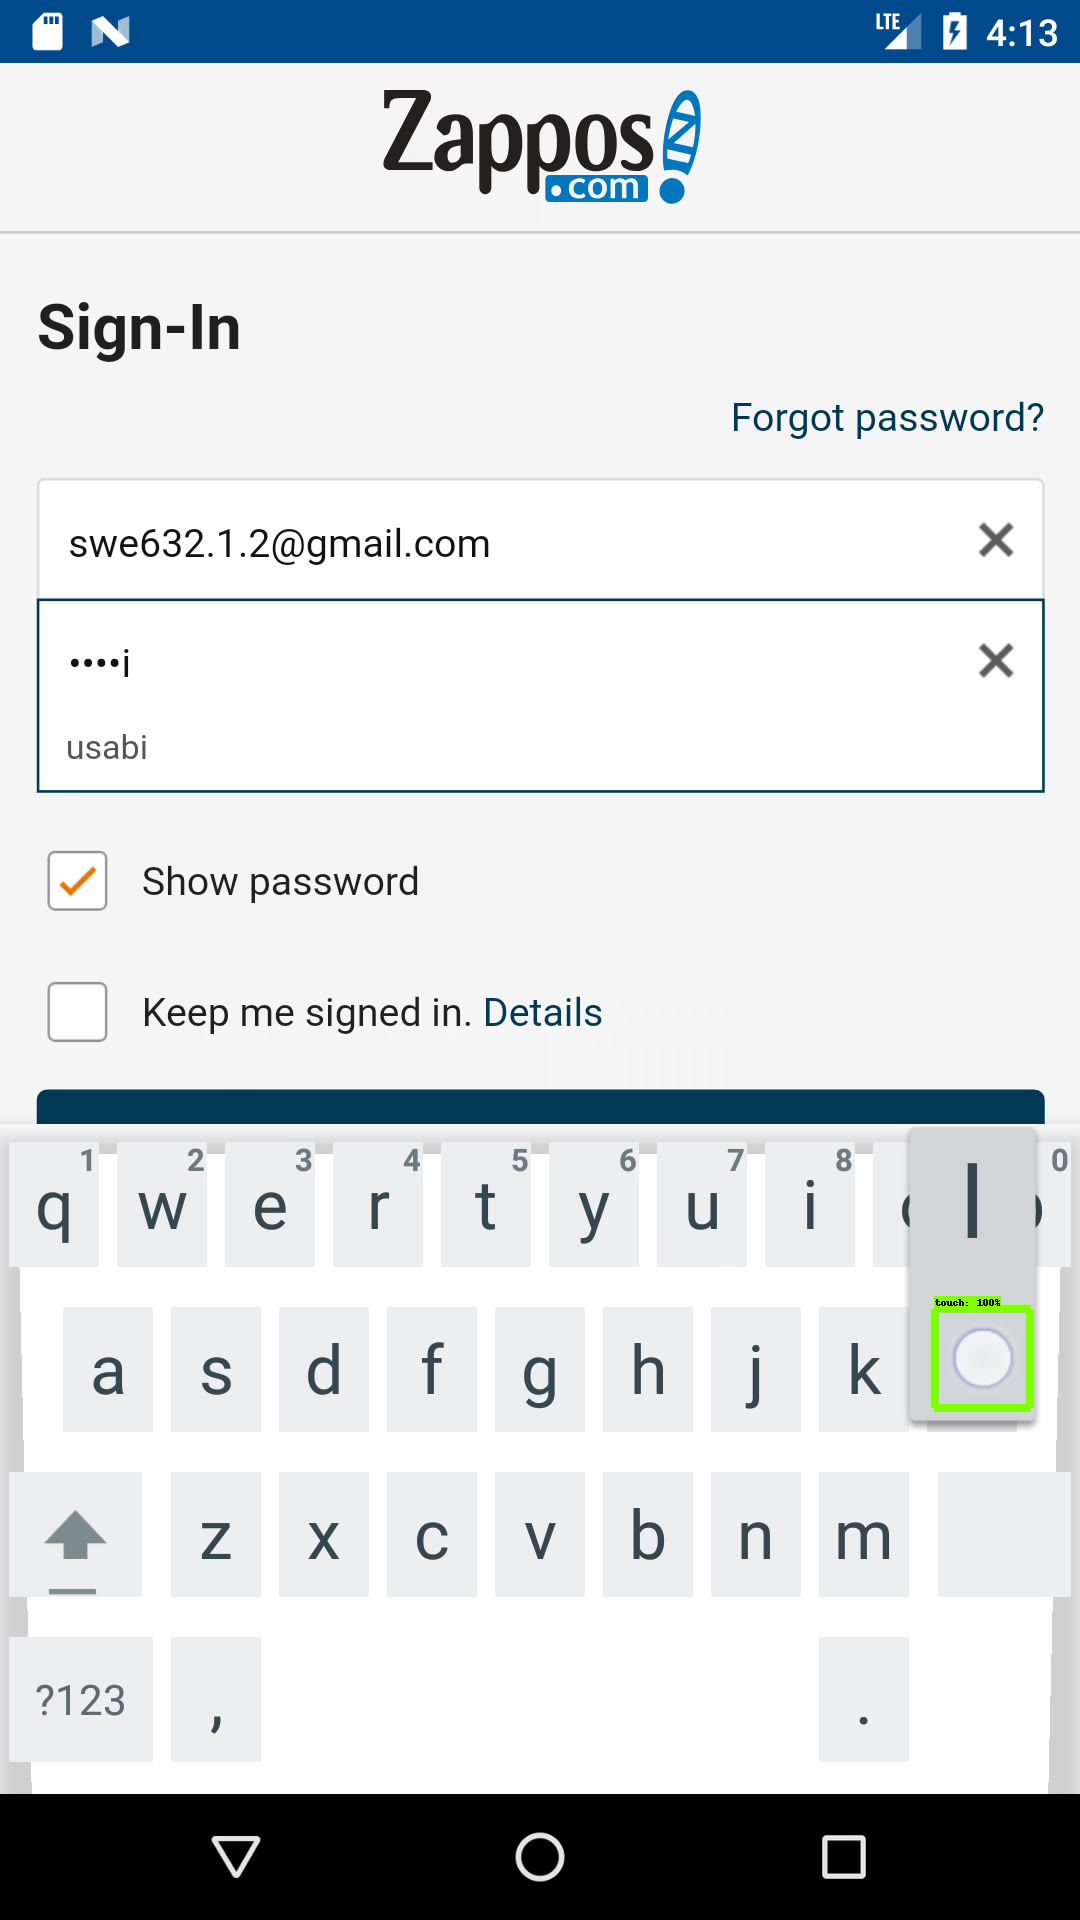 LTE 4:13
Zappos
.com
Sign-In
Forgot password?
swe632.1.2@gmail.com
••••i
usabi
Show password
Keep me signed in. Details
1 2 3 4 5 6 7 8 0
q w e r t y u i
l
touch: 100%
a s d f g h j k
z x c v b n m
?123 , .